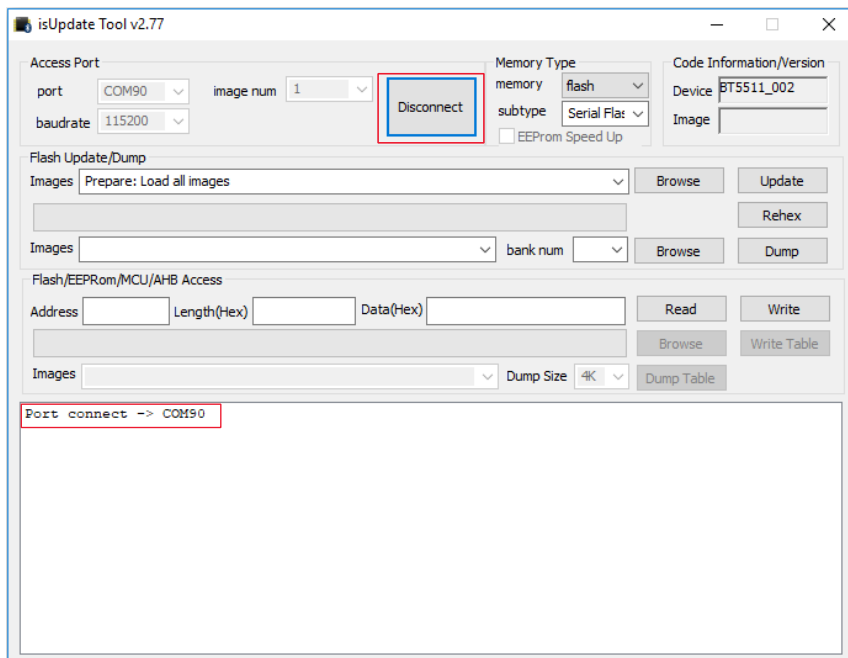 isUpdate Tool v2.77
Access Port
port COM90 image num 1
baudrate 115200
Disconnect
Memory Type
memory flash
subtype Serial Flas
EEProm Speed Up
Code Information/Version
Device BT5511_002
Image
Flash Update/Dump
Images Prepare: Load all images Browse Update
Rehex
Images bank num Browse Dump
Flash/EEPRom/MCU/AHB Access
Address Length(Hex) Data(Hex) Read Write
Browse Write Table
Images Dump Size 4K Dump Table
Port connect -> COM90